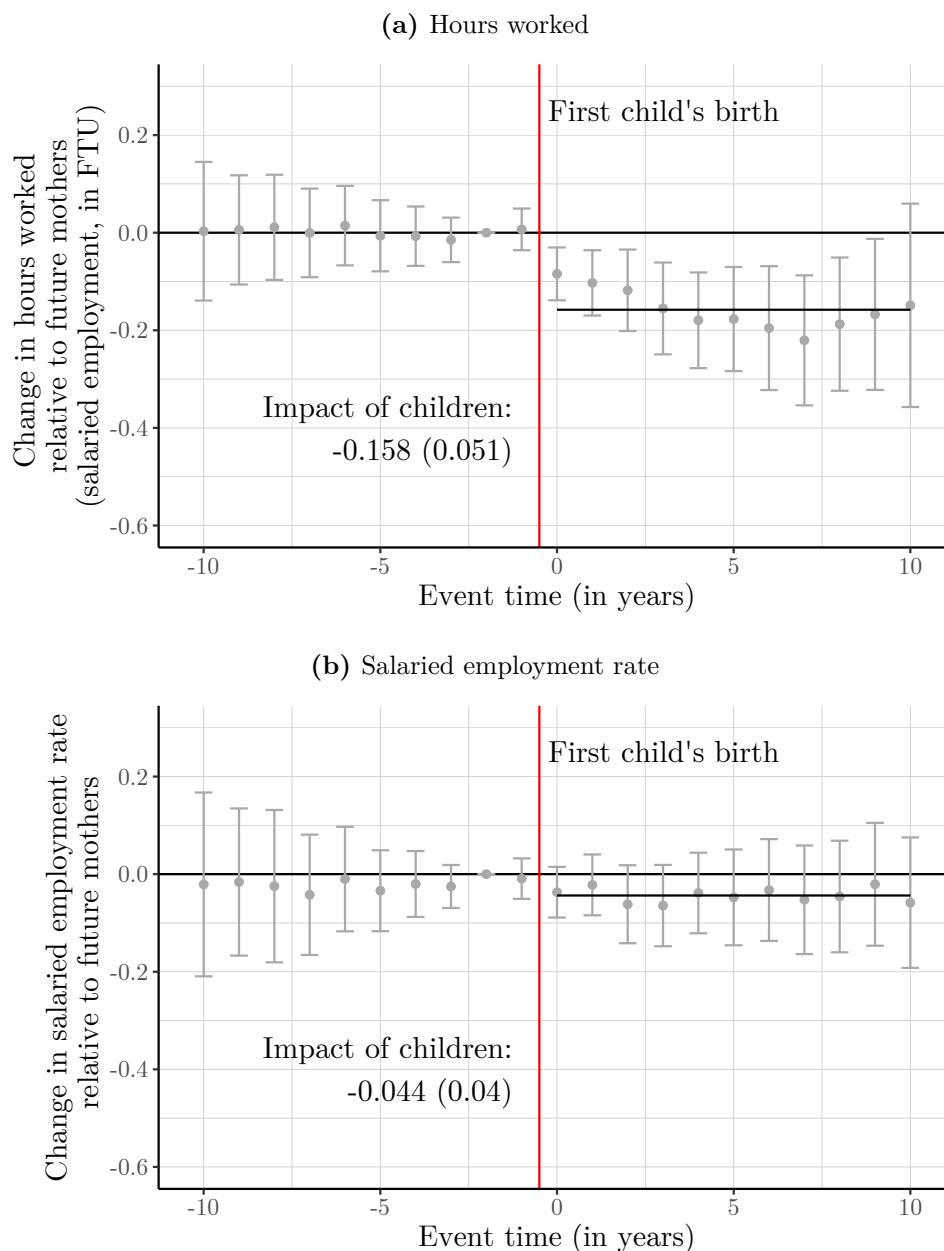 (a) Hours worked
Change in hours worked
relative to future mothers
(salaried employment, in FTU)
0.2
0.0
-0.2
-0.4
-0.6
First child's birth
Impact of children:
-0.158 (0.051)
-10
-5
0
5
10
Event time (in years)
(b) Salaried employment rate
Change in salaried employment rate
relative to future mothers
0.2
0.0
-0.2
-0.4
-0.6
First child's birth
Impact of children:
-0.044 (0.04)
-10
-5
0
5
10
Event time (in years)